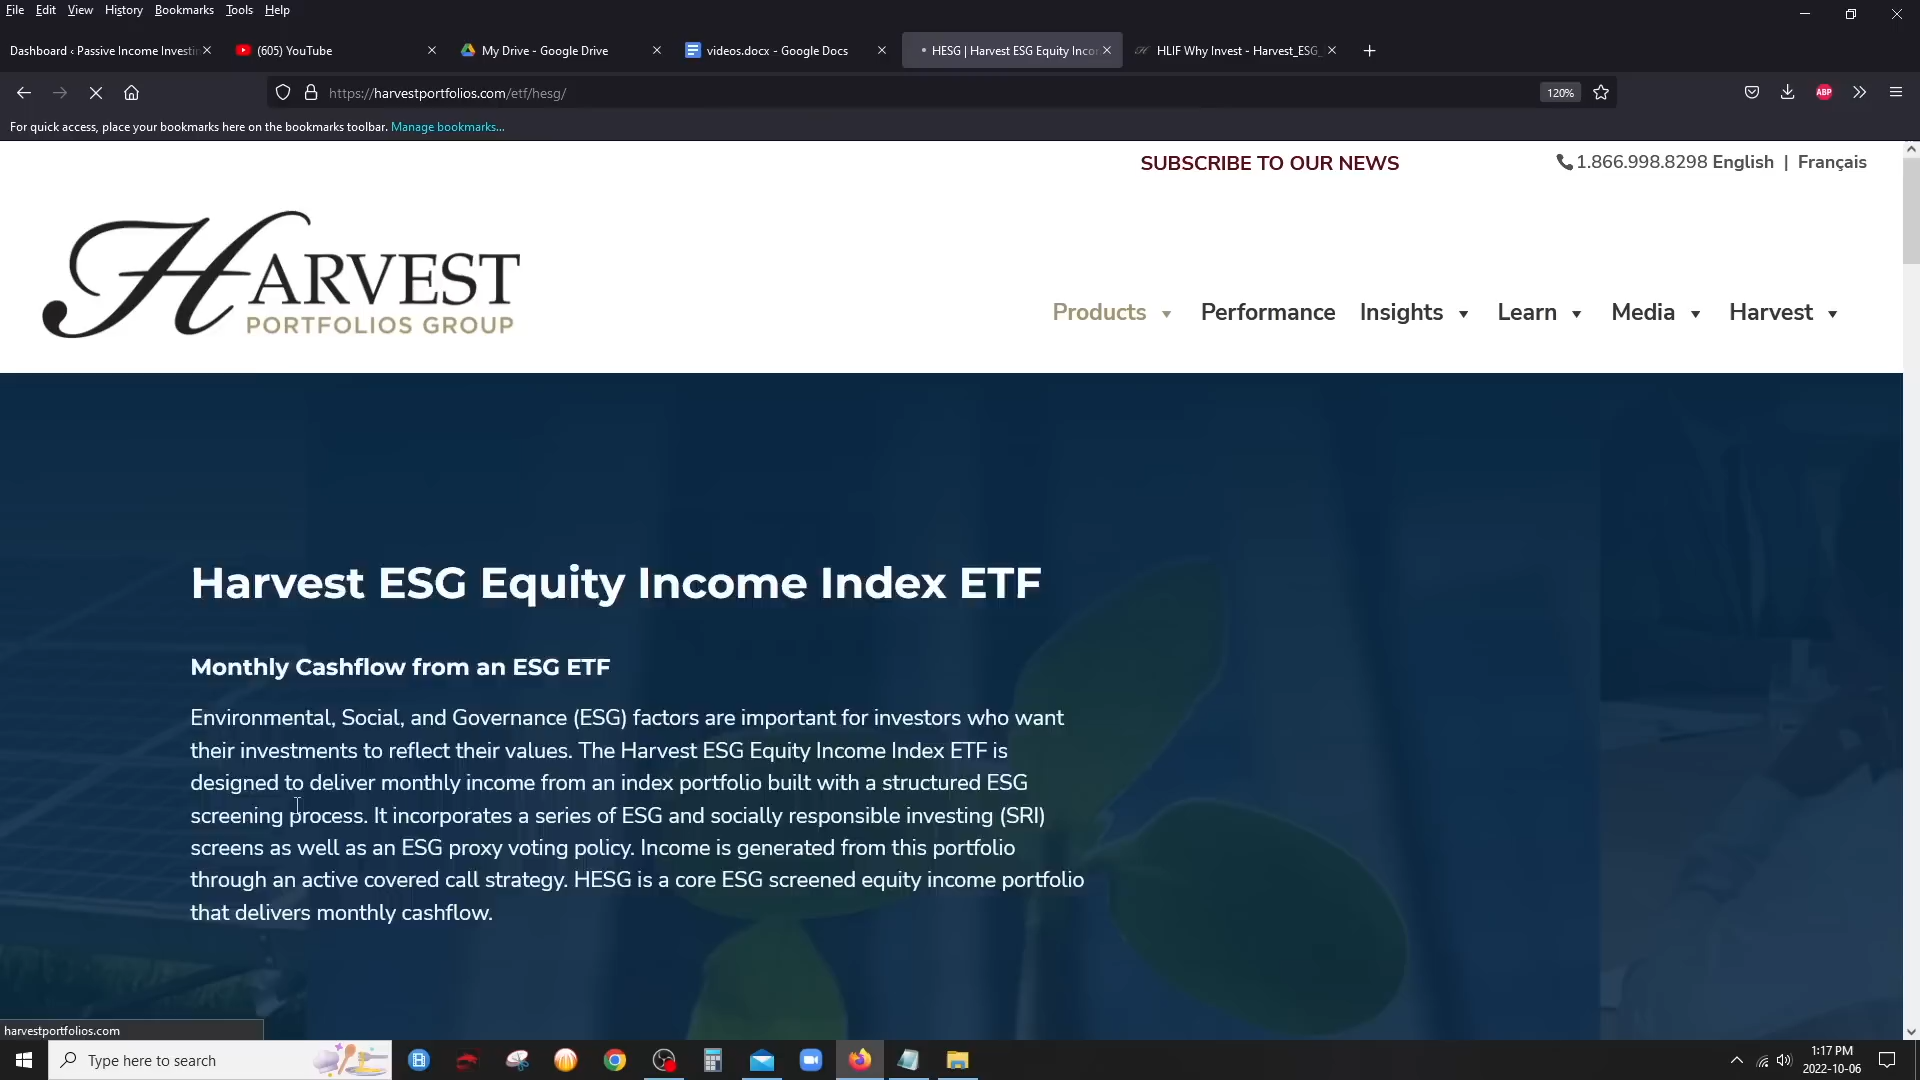 File Edit View History Bookmarks Tools Help
Dashboard ‹ Passive Income Investi
(605) YouTube
My Drive - Google Drive
videos.docx - Google Docs
HESG | Harvest ESG Equity Inco
HLIF Why Invest - Harvest_ESG_
https://harvestportfolios.com/etf/hesg/
120%
ABP
For quick access, place your bookmarks here on the bookmarks toolbar. Manage bookmarks...
SUBSCRIBE TO OUR NEWS
1.866.998.8298 English | Français
HARVEST
PORTFOLIOS GROUP
Products Performance Insights Learn Media Harvest
Harvest ESG Equity Income Index ETF
Monthly Cashflow from an ESG ETF
Environmental, Social, and Governance (ESG) factors are important for investors who want
their investments to reflect their values. The Harvest ESG Equity Income Index ETF is
designed to deliver monthly income from an index portfolio built with a structured ESG
screening process. It incorporates a series of ESG and socially responsible investing (SRI)
screens as well as an ESG proxy voting policy. Income is generated from this portfolio
through an active covered call strategy. HESG is a core ESG screened equity income portfolio
that delivers monthly cashflow.
harvestportfolios.com
Type here to search
1:17 PM
2022-10-06